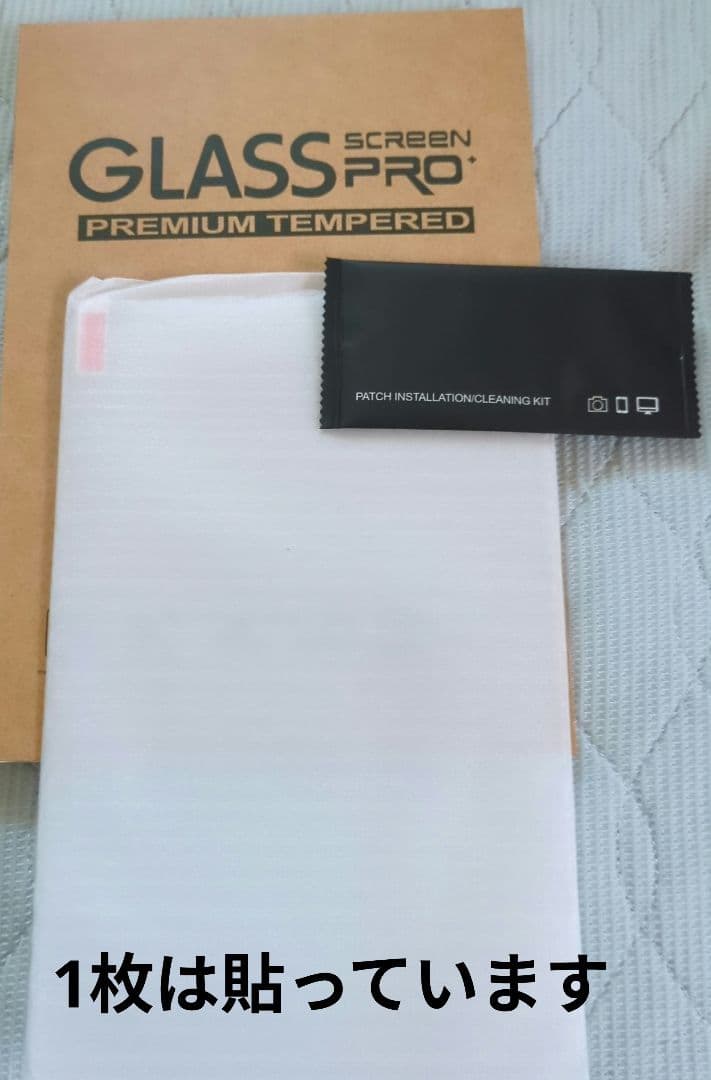 GLASS SCREEN PRO+
PREMIUM TEMPERED
PATCH INSTALLATION/CLEANING KIT
1枚は貼っています